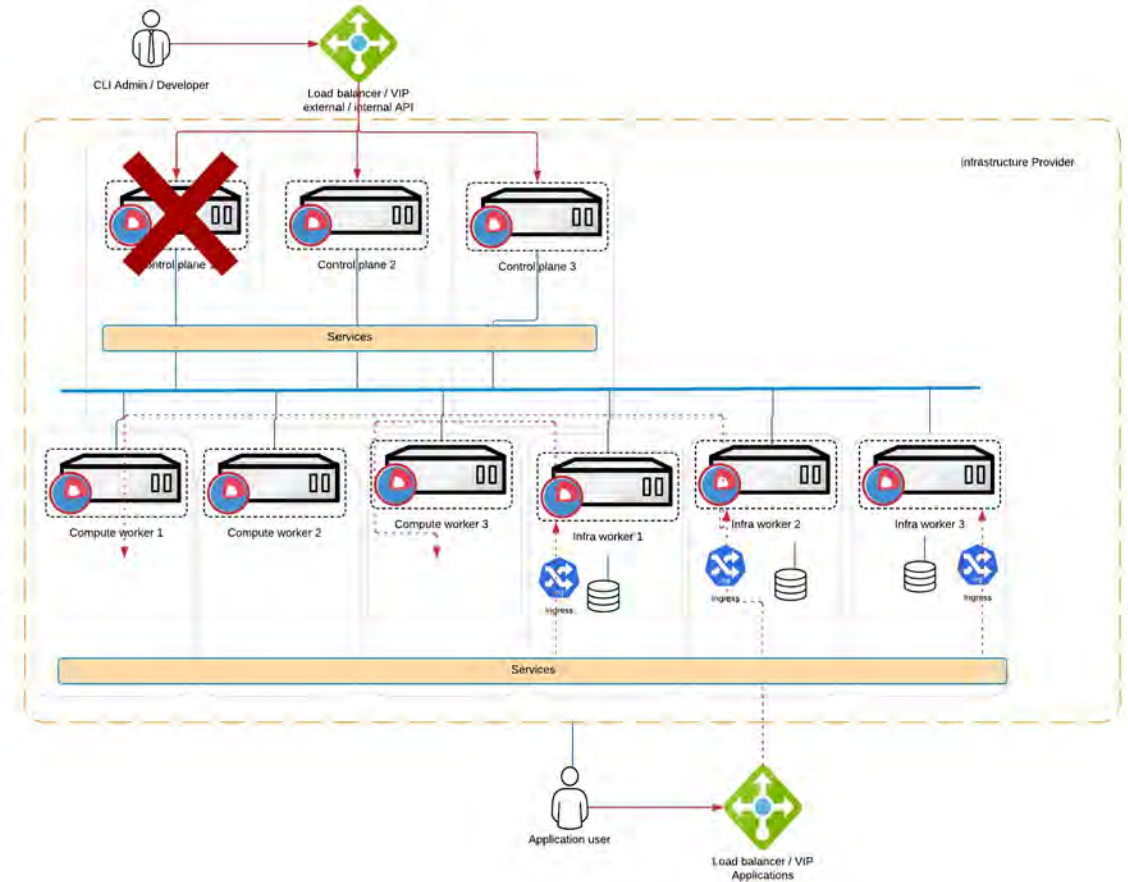 CLI Admin / Developer
Load balancer / VIP
external / internal API
Infrastructure Provider
Control plane
Control plane 2
Control plane 3
Services
Compute worker 1
Compute worker 2
Compute worker 3
Infra worker 1
Infra worker 2
Infra worker 3
Ingress
Ingress
Ingress
Services
Application user
Load balancer / VIP
Applications